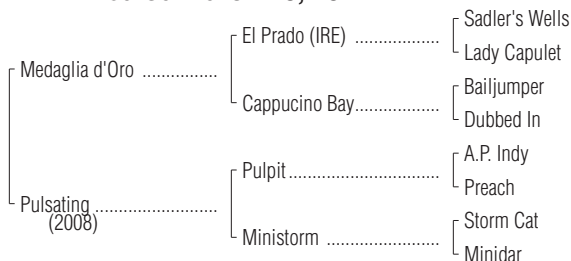 Sadler's Wells
El Prado (IRE) ...................
Lady Capulet
Medaglia d'Oro ................
Bailjumper
Cappucino Bay...................
Dubbed In
A.P. Indy
Pulpit..................................
Preach
Pulsating ..........................
(2008)
Storm Cat
Ministorm .........................
Minidar